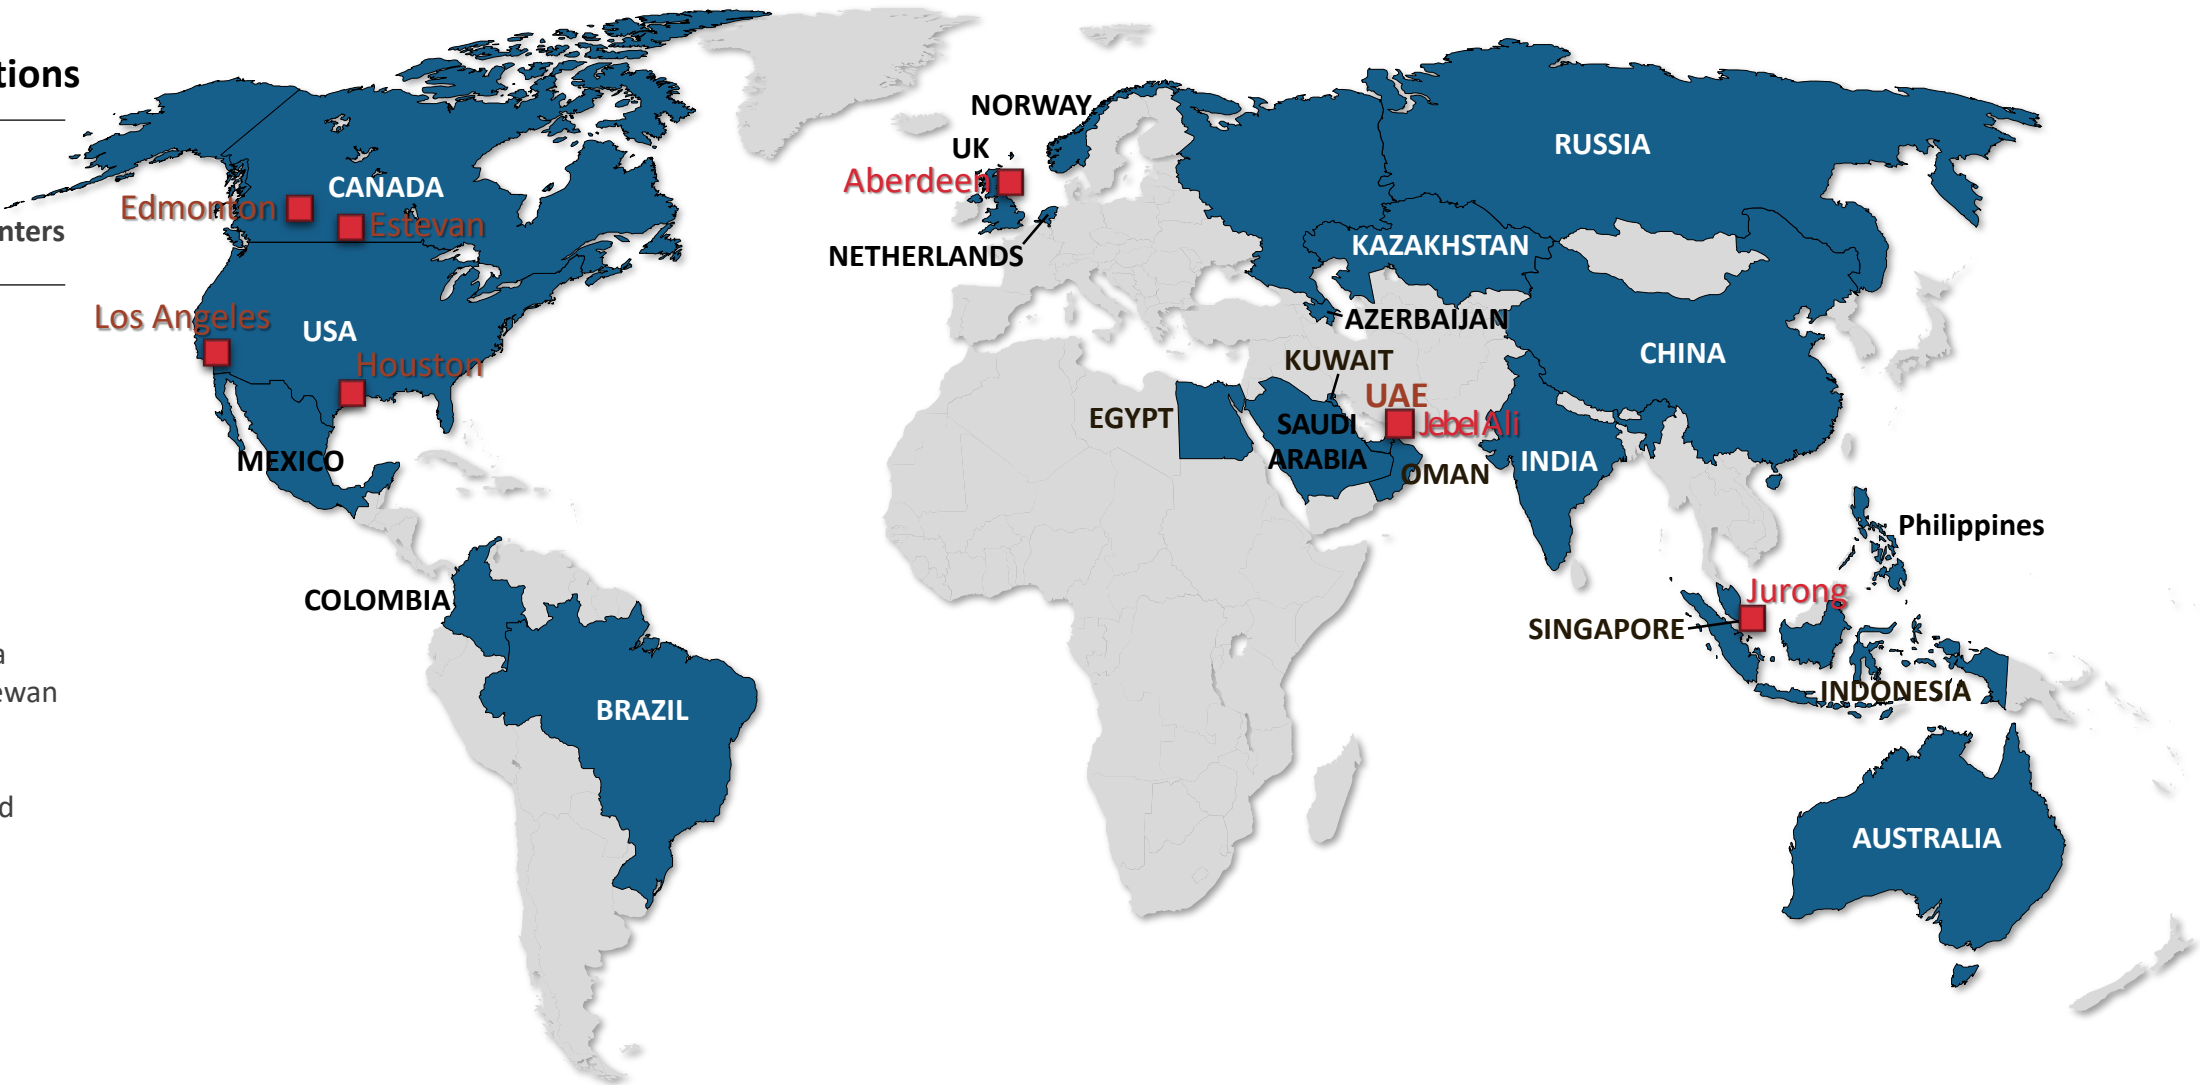 tions
NORWAY
RUSSIA
UK
Aberdeen
CANADA
Edmonton
Estevan
nters
NETHERLANDS
KAZAKHSTAN
Los Angeles
USA
AZERBAIJAN
Houston
KUWAIT
CHINA
UAE
EGYPT
SAUDI
ARABIA
Jebel Ali
MEXICO
OMAN
INDIA
Philippines
COLOMBIA
Jurong
SINGAPORE
a
ewan
INDONESIA
BRAZIL
d
AUSTRALIA